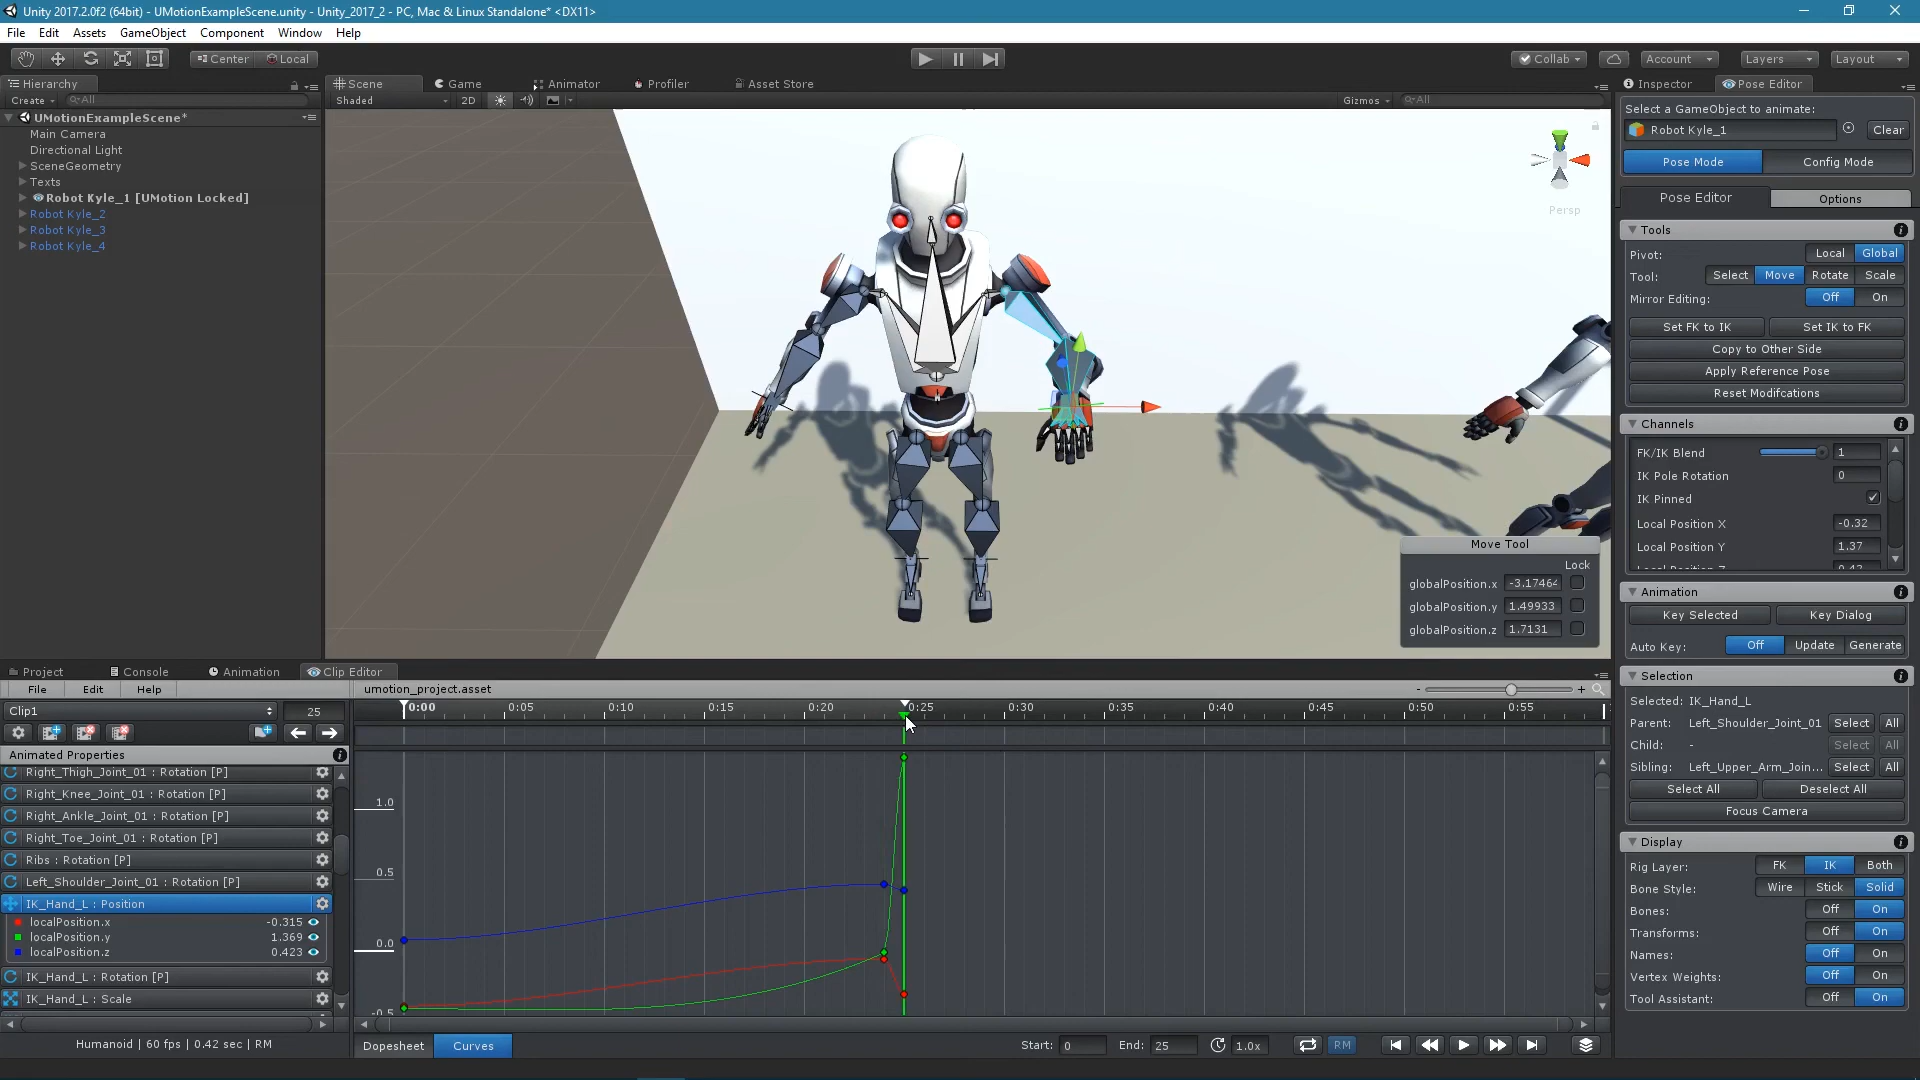 Unity 2017.2.0f2 (64bit) - UMotionExampleScene.unity - Unity_2017_2 - PC, Mac & Linux Standalone* <DX11>
File Edit Assets GameObject Component Window Help
Center Local Collab Account Layers Layout
Hierarchy
Create All
UMotionExampleScene*
Main Camera
Directional Light
SceneGeometry
Texts
Robot Kyle_1 [UMotion Locked]
Robot Kyle_2
Robot Kyle_3
Robot Kyle_4
Scene Game Animator Profiler Asset Store
Shaded 2D Gizmos All
Persp
Move Tool
Lock
globalPosition.x -3.17464
globalPosition.y 1.49933
globalPosition.z 1.7131
Inspector Pose Editor
Select a GameObject to animate:
Robot Kyle_1 Clear
Pose Mode Config Mode
Pose Editor Options
Tools
Pivot: Local Global
Tool: Select Move Rotate Scale
Mirror Editing: Off On
Set FK to IK Set IK to FK
Copy to Other Side
Apply Reference Pose
Reset Modifcations
Channels
FK/IK Blend 1
IK Pole Rotation 0
IK Pinned
Local Position X -0.32
Local Position Y 1.37
Local Position Z 0.42
Animation
Key Selected Key Dialog
Auto Key: Off Update Generate
Selection
Selected: IK_Hand_L
Parent: Left_Shoulder_Joint_01 Select All
Child: - Select All
Sibling: Left_Upper_Arm_Join... Select All
Select All Deselect All
Focus Camera
Display
Rig Layer: FK IK Both
Bone Style: Wire Stick Solid
Bones: Off On
Transforms: Off On
Names: Off On
Vertex Weights: Off On
Tool Assistant: Off On
Project Console Animation Clip Editor
File Edit Help umotion_project.asset - +
Clip1 25
0:00 0:05 0:10 0:15 0:20 0:25 0:30 0:35 0:40 0:45 0:50 0:55
Animated Properties
Right_Thigh_Joint_01 : Rotation [P]
Right_Knee_Joint_01 : Rotation [P]
Right_Ankle_Joint_01 : Rotation [P]
Right_Toe_Joint_01 : Rotation [P]
Ribs : Rotation [P]
Left_Shoulder_Joint_01 : Rotation [P]
IK_Hand_L : Position
localPosition.x -0.315
localPosition.y 1.369
localPosition.z 0.423
IK_Hand_L : Rotation [P]
IK_Hand_L : Scale
1.0
0.5
0.0
-0.5
Humanoid | 60 fps | 0.42 sec | RM
Dopesheet Curves Start: 0 End: 25 1.0x RM